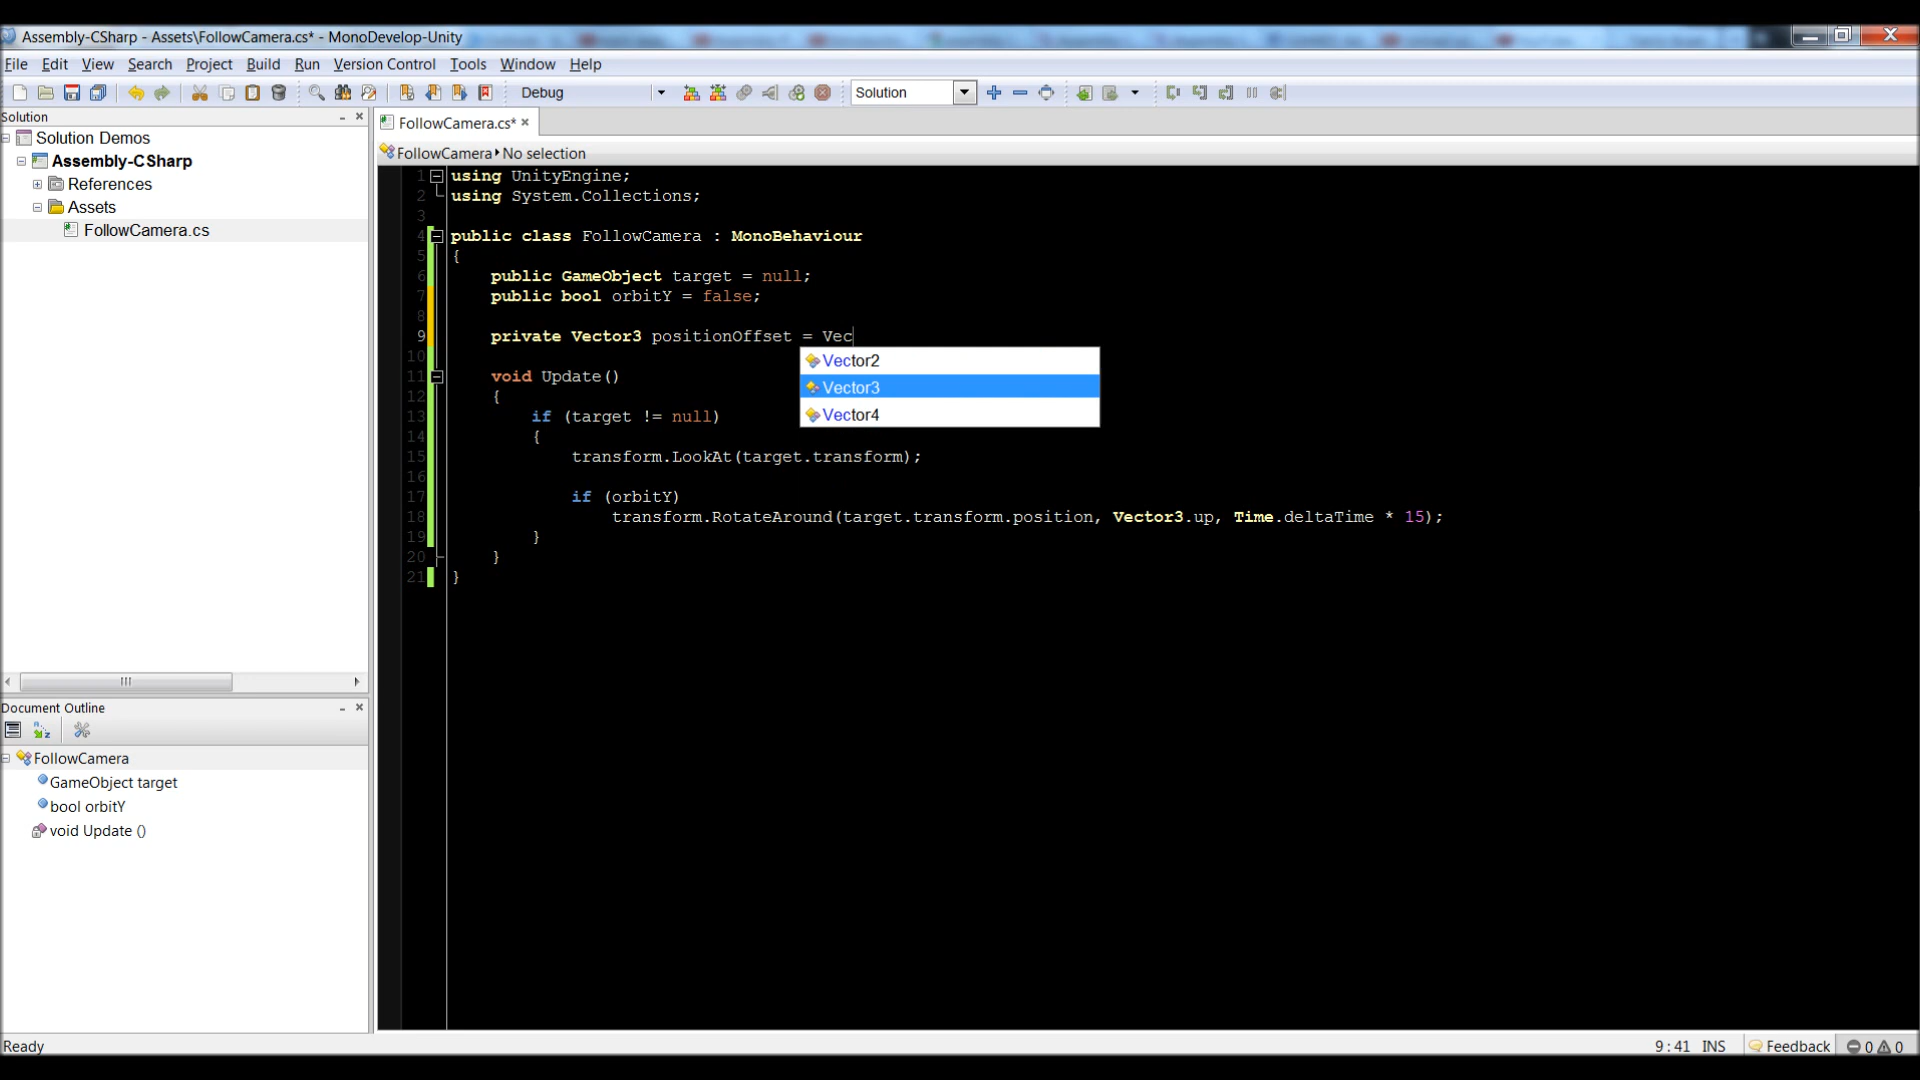 Assembly-CSharp - Assets\FollowCamera.cs* - MonoDevelop-Unity
File Edit View Search Project Build Run Version Control Tools Window Help
Debug Solution
Solution
Solution Demos
Assembly-CSharp
References
Assets
FollowCamera.cs
FollowCamera.cs*
FollowCamera No selection
1 using UnityEngine;
2 using System.Collections;
3
4 public class FollowCamera : MonoBehaviour
5 {
6 public GameObject target = null;
7 public bool orbitY = false;
8
9 private Vector3 positionOffset = Vec
Vector2
Vector3
Vector4
10
11 void Update()
12 {
13 if (target != null)
14 {
15 transform.LookAt(target.transform);
16
17 if (orbitY)
18 transform.RotateAround(target.transform.position, Vector3.up, Time.deltaTime * 15);
19 }
20 }
21 }
Document Outline
FollowCamera
GameObject target
bool orbitY
void Update ()
Ready
9 : 41 INS Feedback 0 0